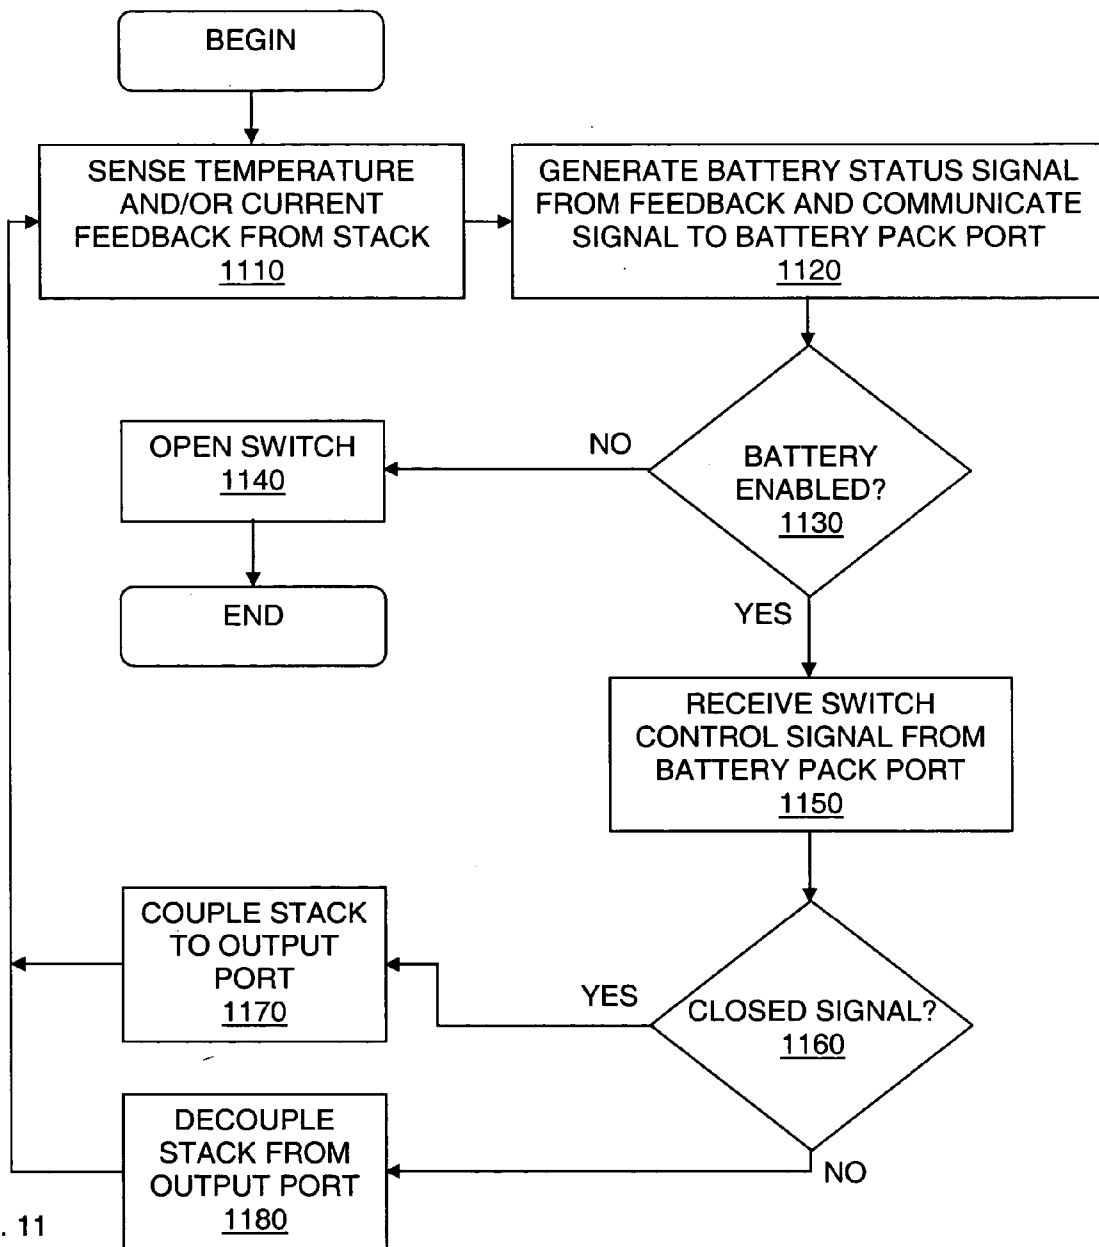 BEGIN
SENSE TEMPERATURE
AND/OR CURRENT
FEEDBACK FROM STACK
1110
GENERATE BATTERY STATUS SIGNAL
FROM FEEDBACK AND COMMUNICATE
SIGNAL TO BATTERY PACK PORT
1120
BATTERY
ENABLED?
1130
NO
OPEN SWITCH
1140
END
YES
RECEIVE SWITCH
CONTROL SIGNAL FROM
BATTERY PACK PORT
1150
CLOSED SIGNAL?
1160
YES
COUPLE STACK
TO OUTPUT
PORT
1170
NO
DECOUPLE
STACK FROM
OUTPUT PORT
1180
. 11